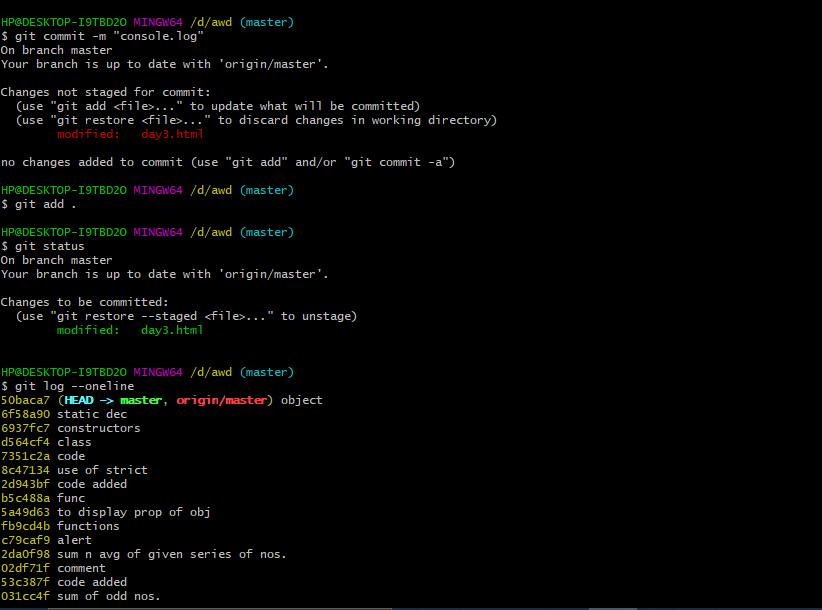 HP@DESKTOP-I9TBD2O MINGW64 /d/awd (master)
$ git commit -m "console.log"
On branch master
Your branch is up to date with 'origin/master'.
Changes not staged for commit:
  (use "git add <file>..." to update what will be committed)
  (use "git restore <file>..." to discard changes in working directory)
        modified:   day3.html
no changes added to commit (use "git add" and/or "git commit -a")
HP@DESKTOP-I9TBD2O MINGW64 /d/awd (master)
$ git add .
HP@DESKTOP-I9TBD2O MINGW64 /d/awd (master)
$ git status
On branch master
Your branch is up to date with 'origin/master'.
Changes to be committed:
  (use "git restore --staged <file>..." to unstage)
        modified:   day3.html
HP@DESKTOP-I9TBD2O MINGW64 /d/awd (master)
$ git log --oneline
50baca7 (HEAD -> master, origin/master) object
6f58a90 static dec
6937fc7 constructors
d564cf4 class
7351c2a code
8c47134 use of strict
2d943bf code added
b5c488a func
5a49d63 to display prop of obj
fb9cd4b functions
c79caf9 alert
2da0f98 sum n avg of given series of nos.
02df71f comment
53c387f code added
031cc4f sum of odd nos.